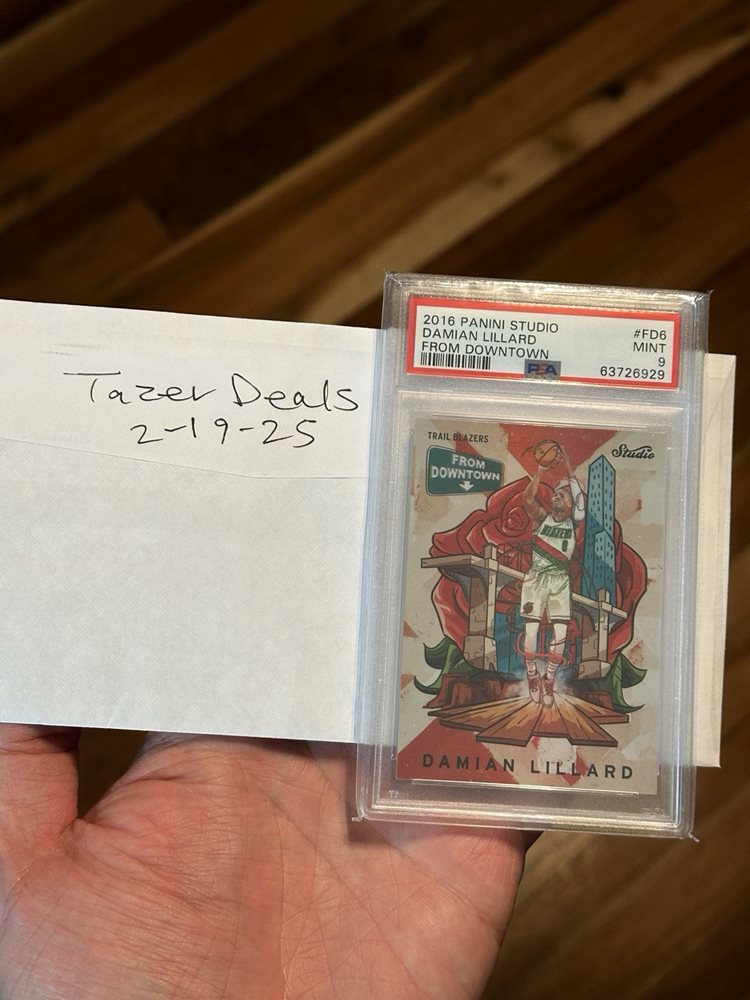 Tazer Deals
2-19-25
2016 PANINI STUDIO #FD6
DAMIAN LILLARD MINT
FROM DOWNTOWN 9
PSA 63726929
TRAIL BLAZERS
Studio
FROM
DOWNTOWN
0
DAMIAN LILLARD